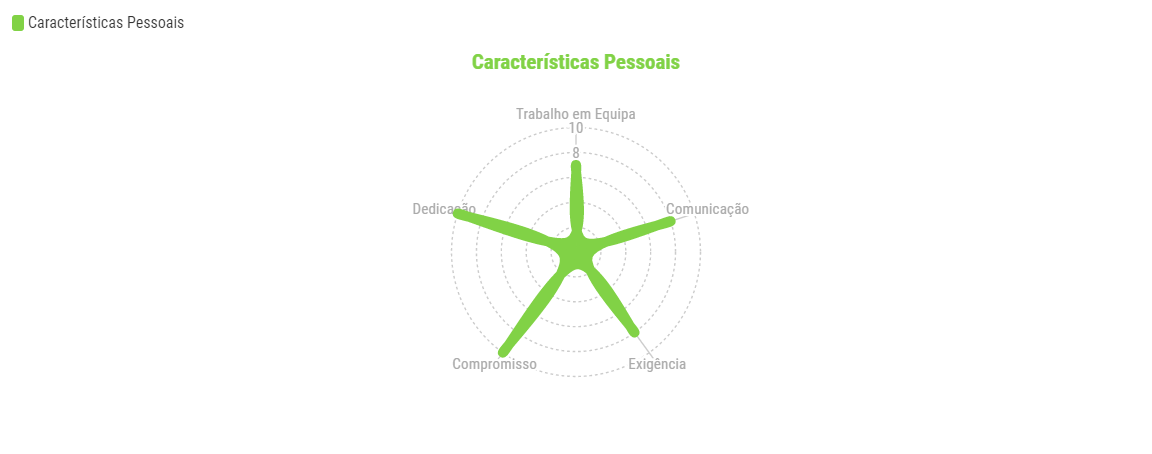 Características Pessoais
Características Pessoais
Trabalho em Equipa
10
8
Dedicação
Comunicação
Compromisso
Exigência